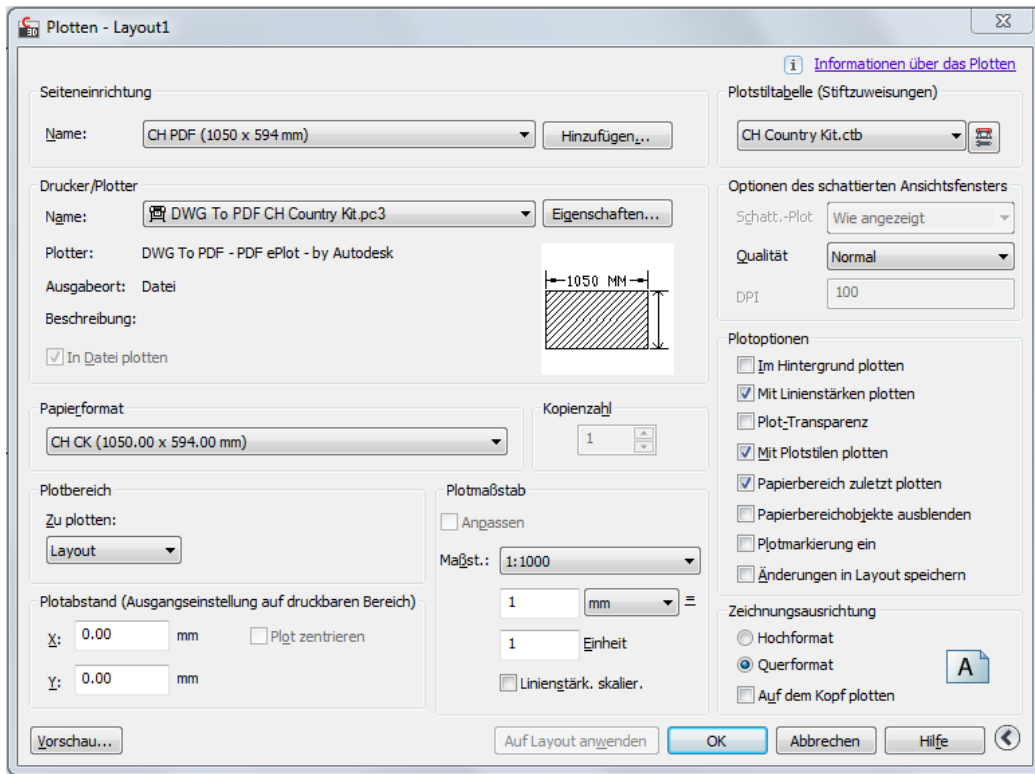 Plotten - Layout1
Informationen über das Plotten
Seiteneinrichtung
Name:
CH PDF (1050 x 594 mm)
Hinzufügen...
Plotstiltabelle (Stiftzuweisungen)
CH Country Kit.ctb
Drucker/Plotter
Name:
DWG To PDF CH Country Kit.pc3
Eigenschaften...
Plotter:
DWG To PDF - PDF ePlot - by Autodesk
Ausgabeort:
Datei
Beschreibung:
In Datei plotten
1050 MM
Optionen des schattierten Ansichtsfensters
Schatt.-Plot
Wie angezeigt
Qualität
Normal
DPI
100
Papierformat
CH CK (1050.00 x 594.00 mm)
Kopienzahl
1
Plotoptionen
Im Hintergrund plotten
Mit Linienstärken plotten
Plot-Transparenz
Mit Plotstilen plotten
Papierbereich zuletzt plotten
Papierbereichobjekte ausblenden
Plotmarkierung ein
Änderungen in Layout speichern
Plotbereich
Zu plotten:
Layout
Plotmaßstab
Anpassen
Maßst.:
1:1000
1
mm
=
1
Einheit
Linienstärk. skalier.
Plotabstand (Ausgangseinstellung auf druckbaren Bereich)
X:
0.00
mm
Plot zentrieren
Y:
0.00
mm
Zeichnungsausrichtung
Hochformat
Querformat
Auf dem Kopf plotten
A
Vorschau...
Auf Layout anwenden
OK
Abbrechen
Hilfe